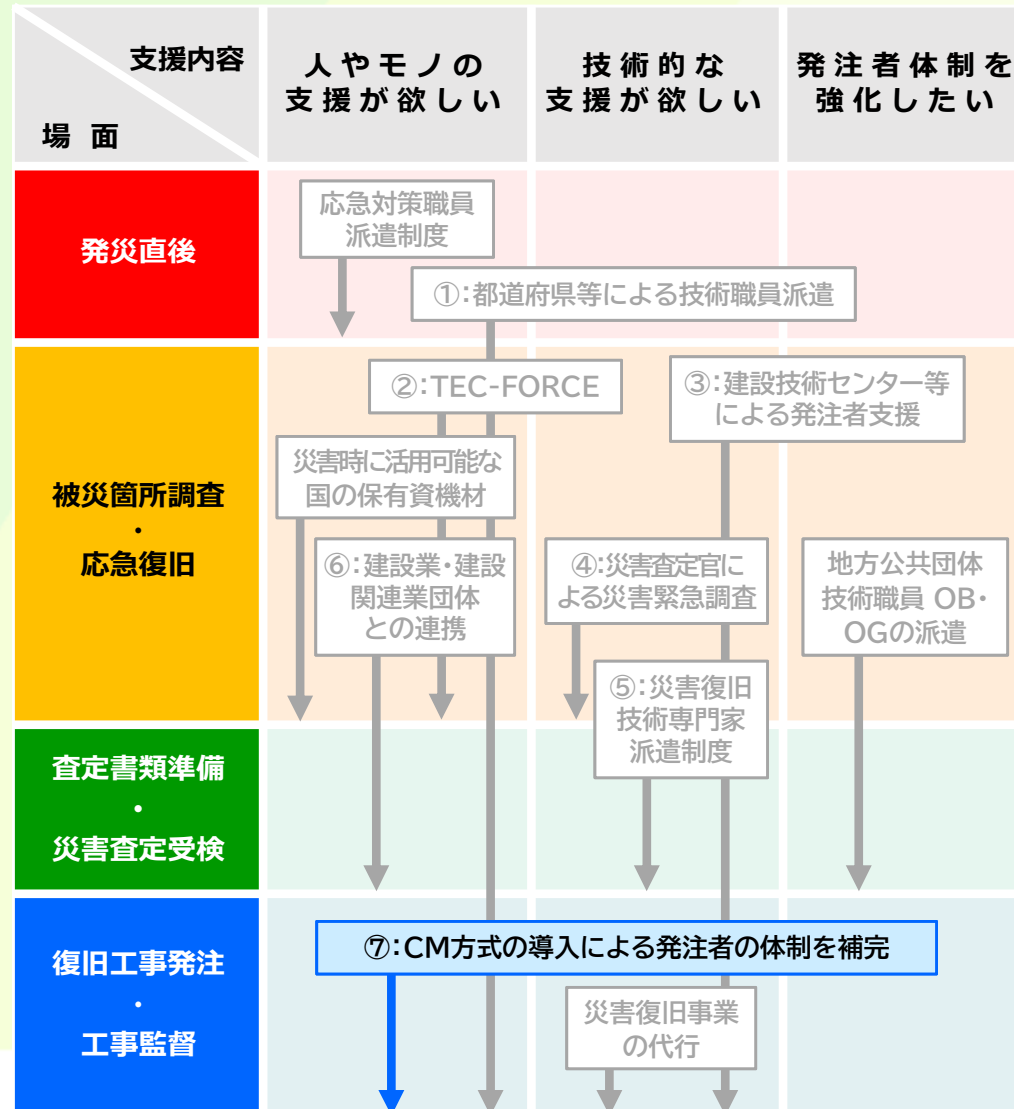 支援内容
場面
人やモノの
支援が欲しい
技術的な
支援が欲しい
発注者体制を
強化したい
発災直後
応急対策職員
派遣制度
①:都道府県等による技術職員派遣
被災箇所調査
・
応急復旧
②:TEC-FORCE
③:建設技術センター等
による発注者支援
災害時に活用可能な
国の保有資機材
⑥:建設業・建設
関連業団体
との連携
④:災害査定官に
よる災害緊急調査
地方公共団体
技術職員 OB・
OGの派遣
⑤:災害復旧
技術専門家
派遣制度
査定書類準備
・
災害査定受検
復旧工事発注
・
工事監督
⑦:CM方式の導入による発注者の体制を補完
災害復旧事業
の代行